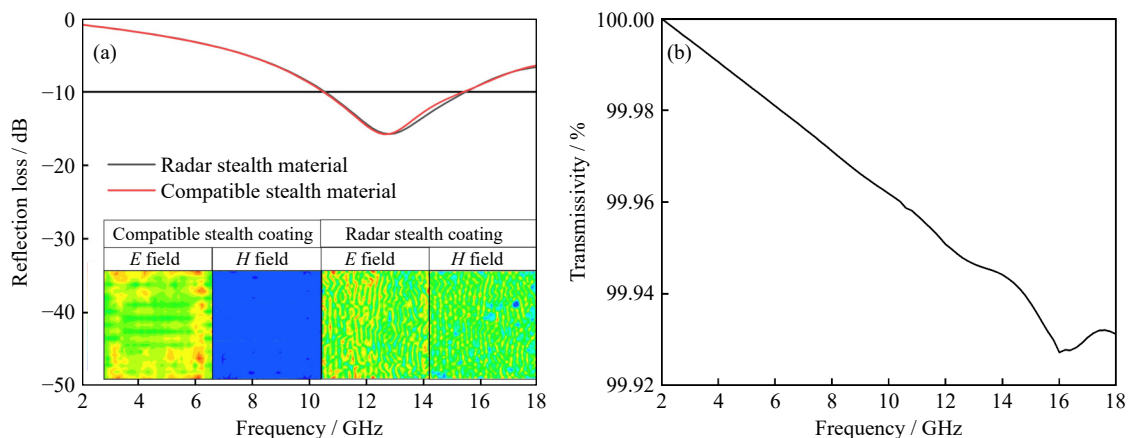 (a)
0
−10
−20
−30
−40
−50
Reflection loss / dB
Radar stealth material
Compatible stealth material
Compatible stealth coating Radar stealth coating
E field H field E field H field
2 4 6 8 10 12 14 16 18
Frequency / GHz
(b)
100.00
99.98
99.96
99.94
99.92
Transmissivity / %
2 4 6 8 10 12 14 16 18
Frequency / GHz